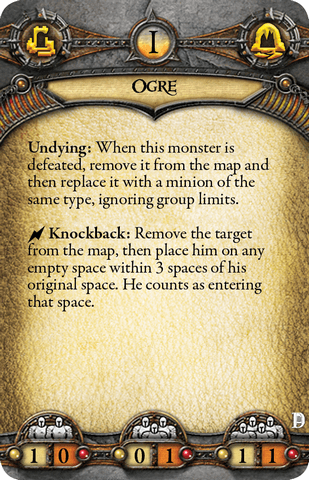 I
OGRE
Undying: When this monster is
defeated, remove it from the map and
then replace it with a minion of the
same type, ignoring group limits.
Knockback: Remove the target
from the map, then place him on any
empty space within 3 spaces of his
original space. He counts as entering
that space.
1 0 0 1 1 1